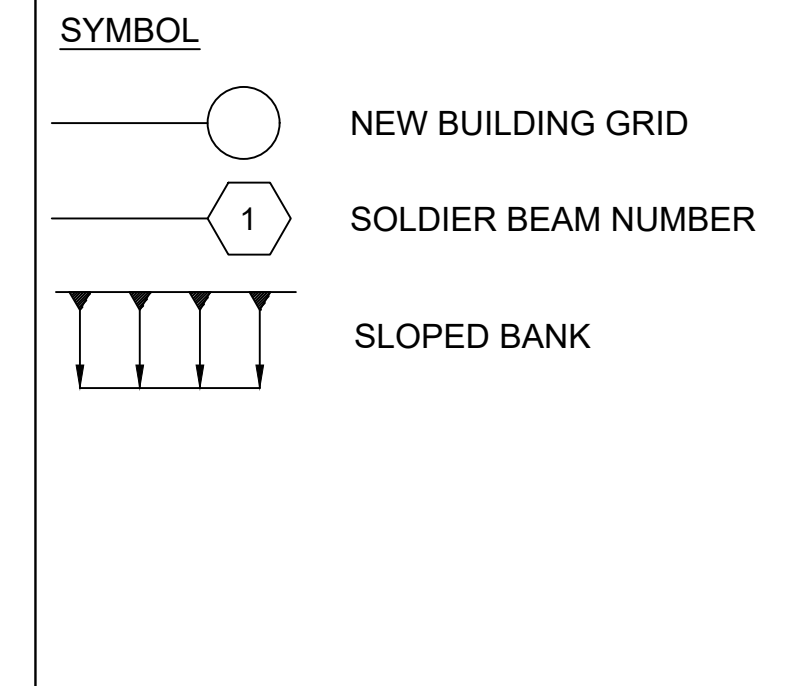 SYMBOL
NEW BUILDING GRID
1 SOLDIER BEAM NUMBER
SLOPED BANK